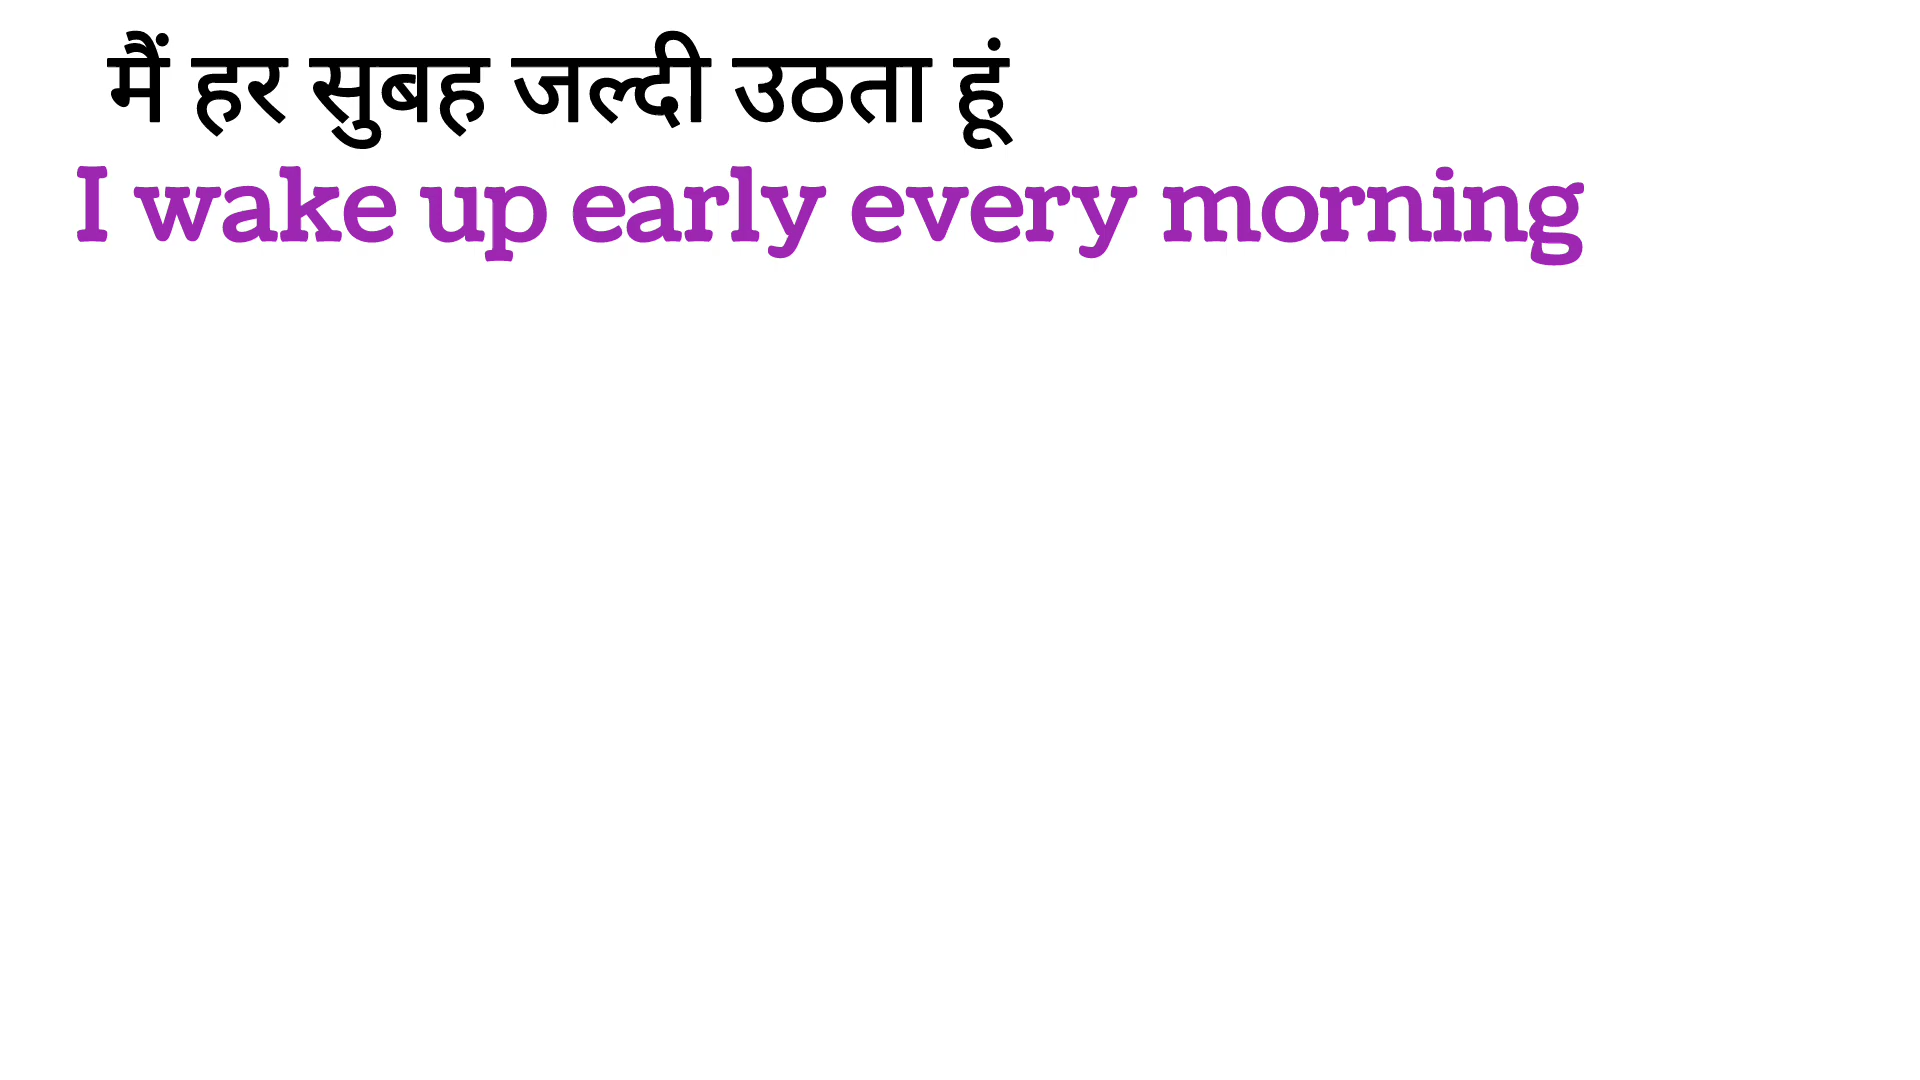 मैं हर सुबह जल्दी उठता हूं
I wake up early every morning